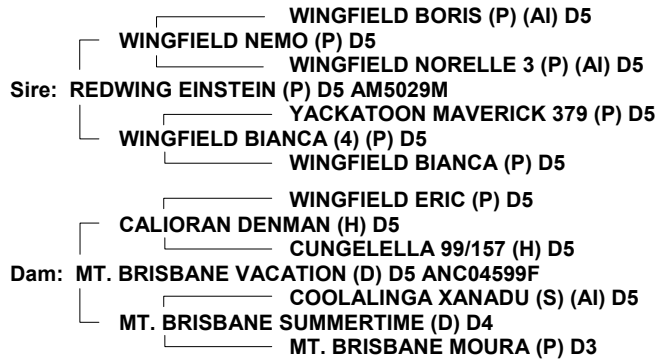 WINGFIELD BORIS (P) (AI) D5
WINGFIELD NEMO (P) D5
WINGFIELD NORELLE 3 (P) (AI) D5
Sire: REDWING EINSTEIN (P) D5 AM5029M
YACKATOON MAVERICK 379 (P) D5
WINGFIELD BIANCA (4) (P) D5
WINGFIELD BIANCA (P) D5
WINGFIELD ERIC (P) D5
CALIORAN DENMAN (H) D5
CUNGELELLA 99/157 (H) D5
Dam: MT. BRISBANE VACATION (D) D5 ANC04599F
COOLALINGA XANADU (S) (AI) D5
MT. BRISBANE SUMMERTIME (D) D4
MT. BRISBANE MOURA (P) D3